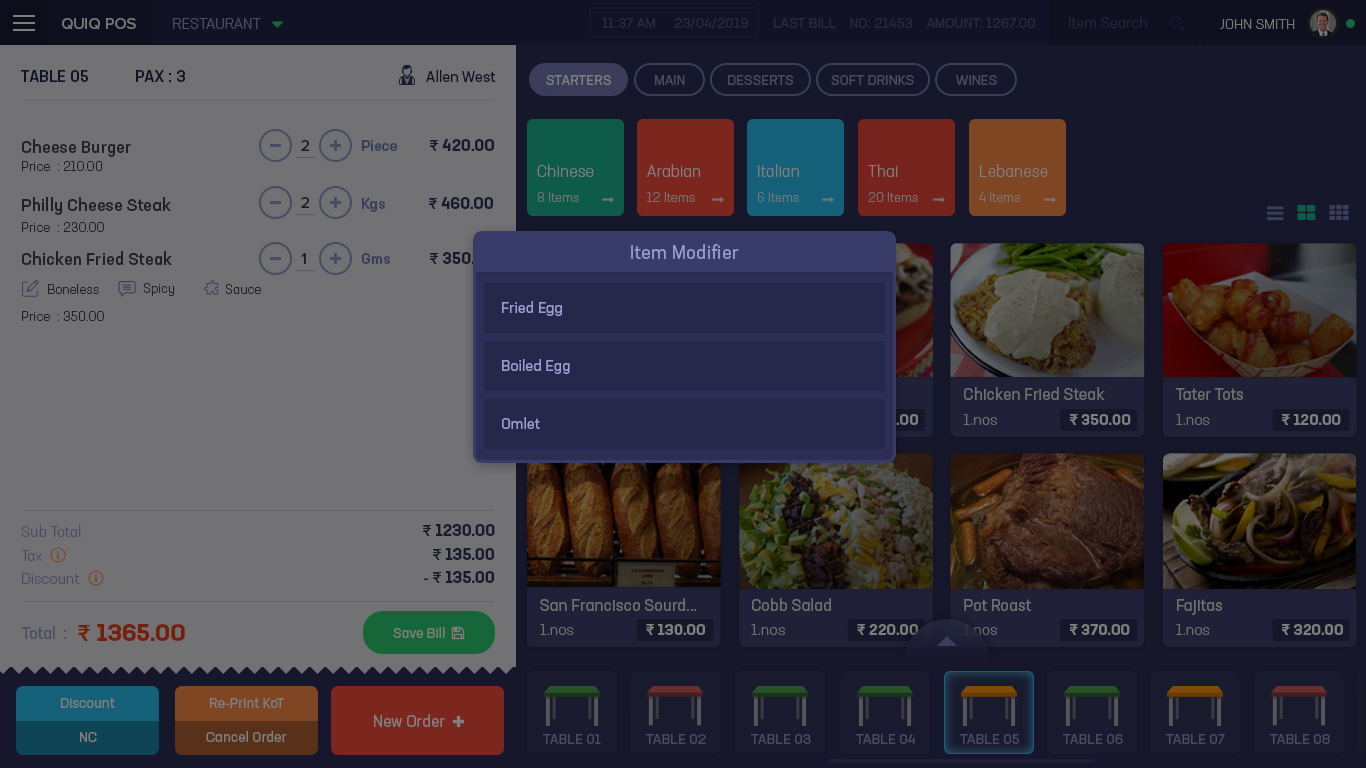 QUIQ POS
RESTAURANT
11:37 AM 23/04/2019
LAST BILL NO: 21453 AMOUNT: 1267.00
Item Search
JOHN SMITH
TABLE 05 PAX : 3
Allen West
Cheese Burger 2 Piece ₹ 420.00
Price : 210.00
Philly Cheese Steak 2 Kgs ₹ 460.00
Price : 230.00
Chicken Fried Steak 1 Gms ₹ 350.
Boneless Spicy Sauce
Price : 350.00
Sub Total ₹ 1230.00
Tax ₹ 135.00
Discount - ₹ 135.00
Total : ₹ 1365.00
Save Bill
Discount
NC
Re-Print KoT
Cancel Order
New Order
STARTERS MAIN DESSERTS SOFT DRINKS WINES
Chinese
8 Items
Arabian
12 Items
Italian
6 Items
Thai
20 Items
Lebanese
4 Items
Item Modifier
Fried Egg
Boiled Egg
Omlet
.00
Chicken Fried Steak
1.nos ₹ 350.00
Tater Tots
1.nos ₹ 120.00
San Francisco Sourd...
1.nos ₹ 130.00
Cobb Salad
1.nos ₹ 220.00
Pot Roast
1.nos ₹ 370.00
Fajitas
1.nos ₹ 320.00
TABLE 01 TABLE 02 TABLE 03 TABLE 04 TABLE 05 TABLE 06 TABLE 07 TABLE 08